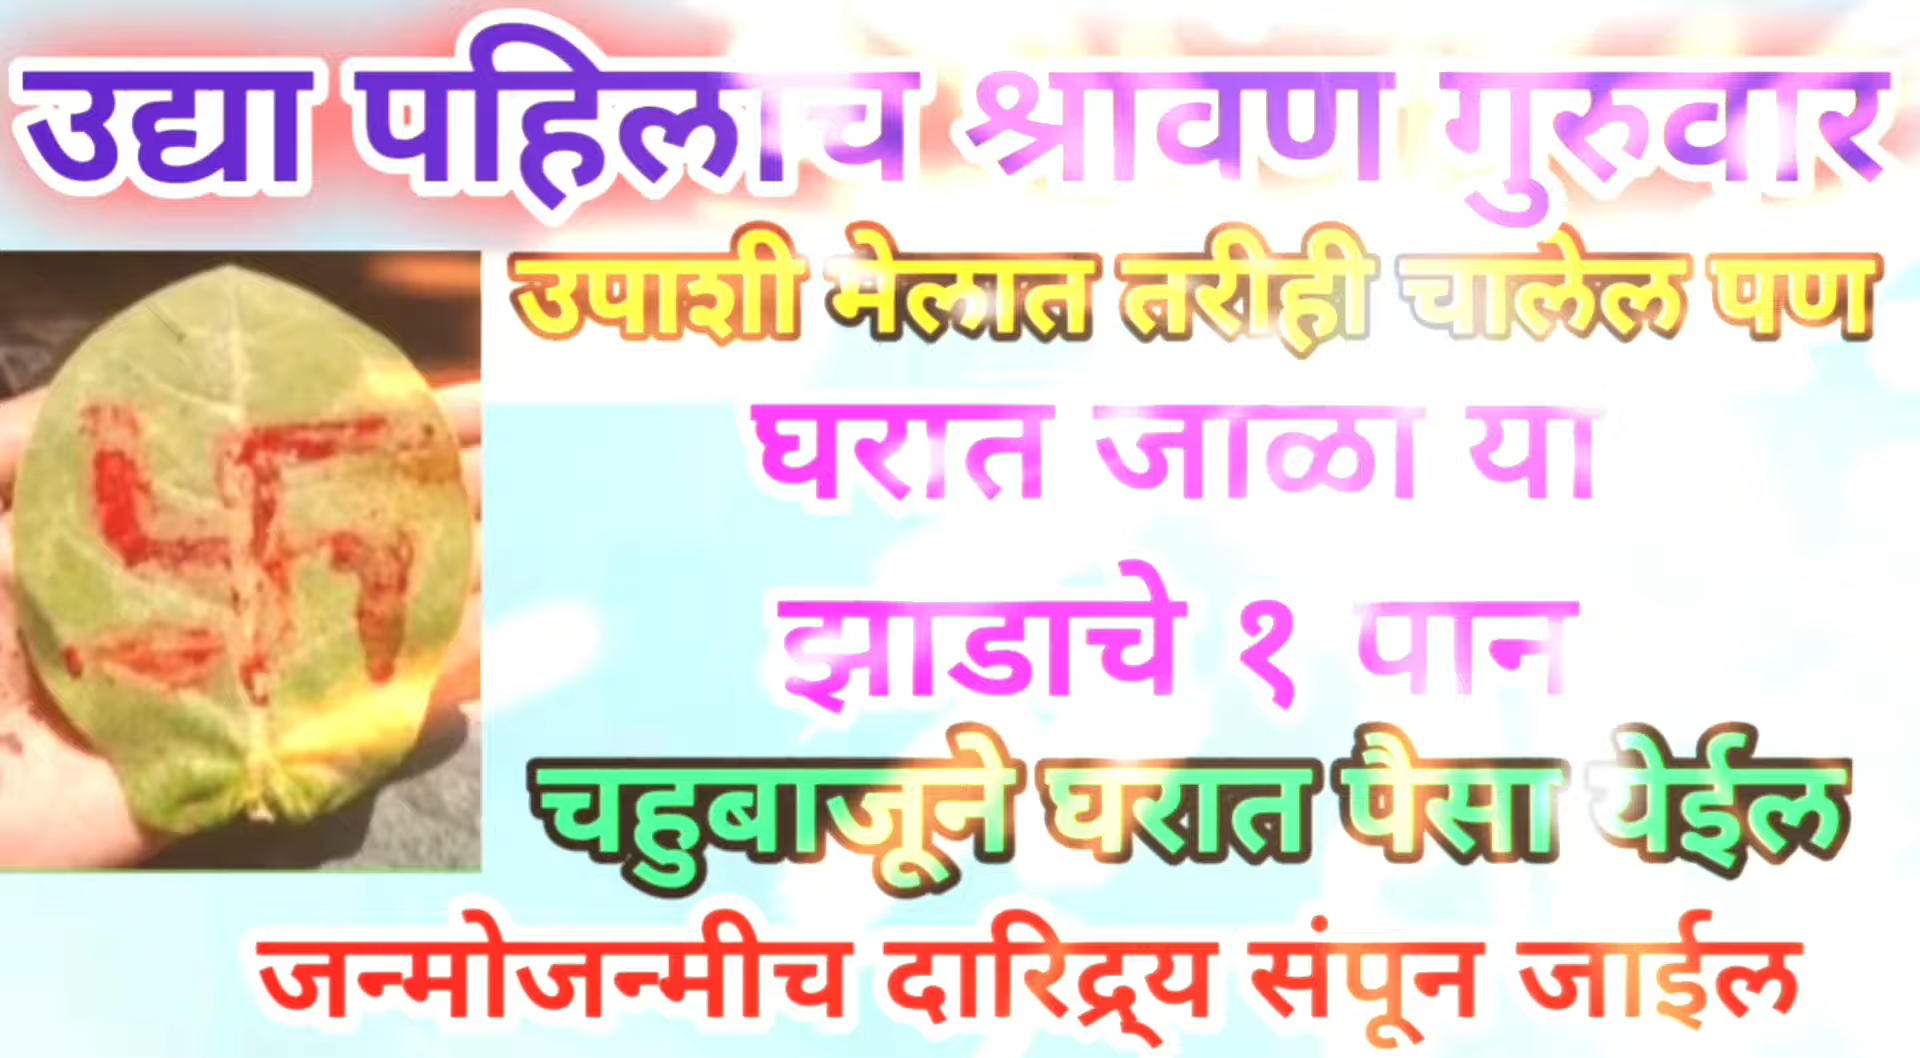 उद्या पहिलाच श्रावण गुरुवार
उपाशी मेलात तरीही चालेल पण
घरात जाळा या
झाडाचे १ पान
चहुबाजूने घरात पैसा येईल
जन्मोजन्मीच दारिद्र्य संपून जाईल